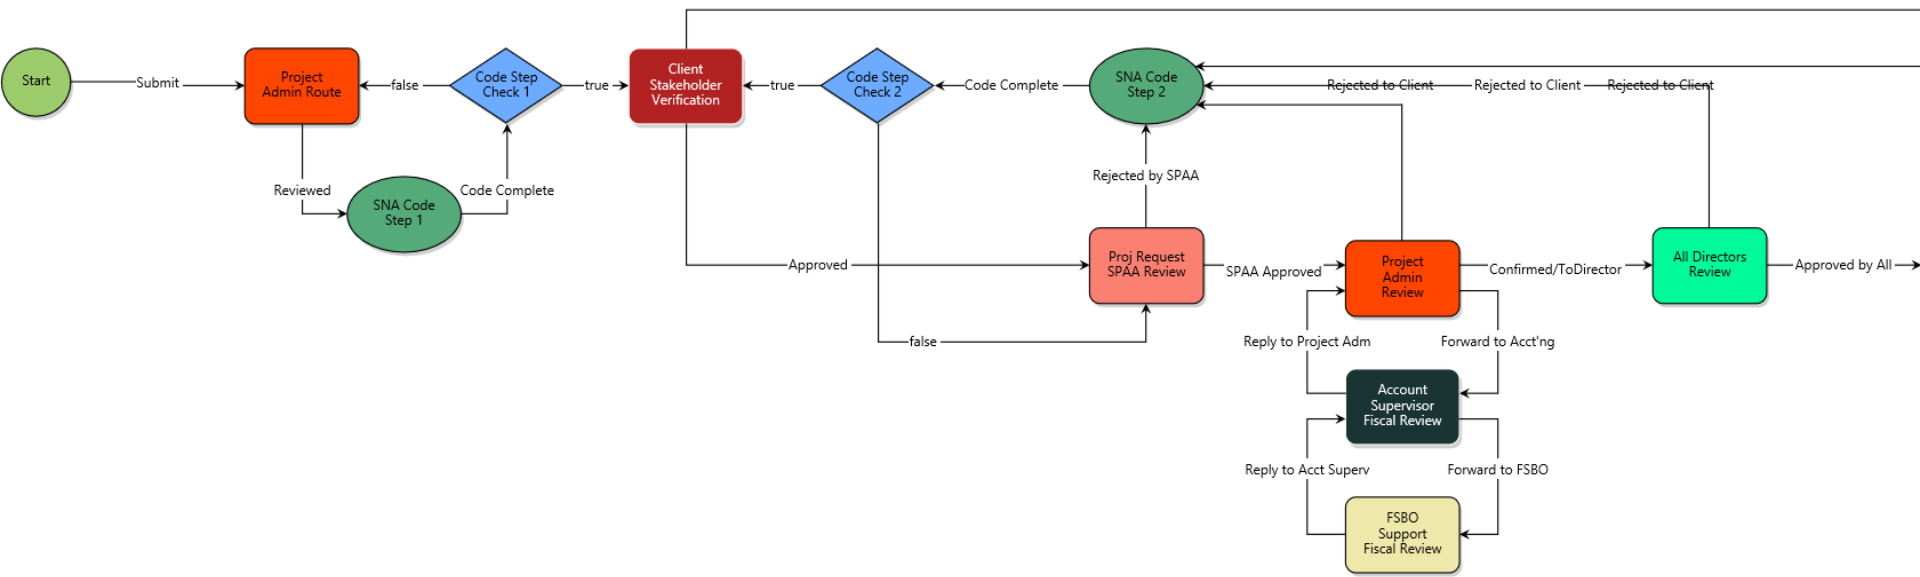 Start
Submit
Project
Admin Route
false
Code Step
Check 1
true
Client
Stakeholder
Verification
true
Code Step
Check 2
Code Complete
SNA Code
Step 2
Rejected to Client
Rejected to Client
Rejected to Client
Reviewed
SNA Code
Step 1
Code Complete
Rejected by SPAA
Approved
Proj Request
SPAA Review
SPAA Approved
Project
Admin
Review
Confirmed/ToDirector
All Directors
Review
Approved by All
false
Reply to Project Adm
Forward to Acct'ng
Account
Supervisor
Fiscal Review
Reply to Acct Superv
Forward to FSBO
FSBO
Support
Fiscal Review